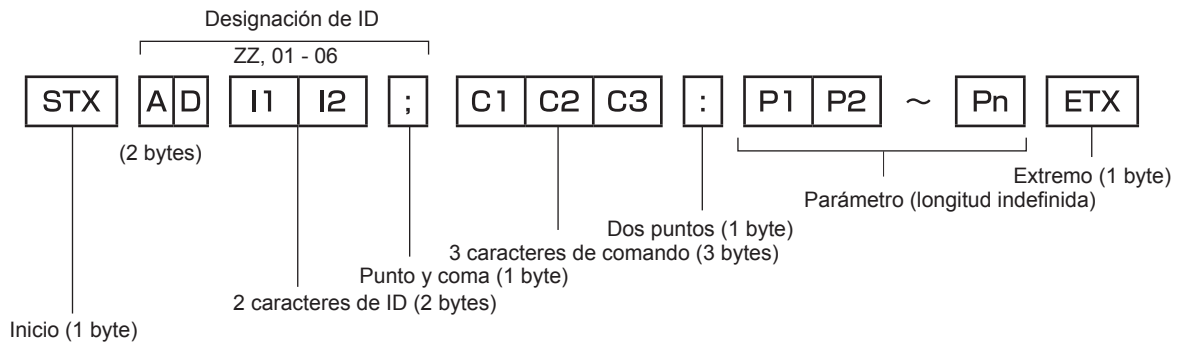 Designación de ID
ZZ, 01 - 06
STX A D I1 I2 ; C1 C2 C3 : P1 P2 ～ Pn ETX
(2 bytes)
Extremo (1 byte)
Parámetro (longitud indefinida)
Dos puntos (1 byte)
3 caracteres de comando (3 bytes)
Punto y coma (1 byte)
2 caracteres de ID (2 bytes)
Inicio (1 byte)